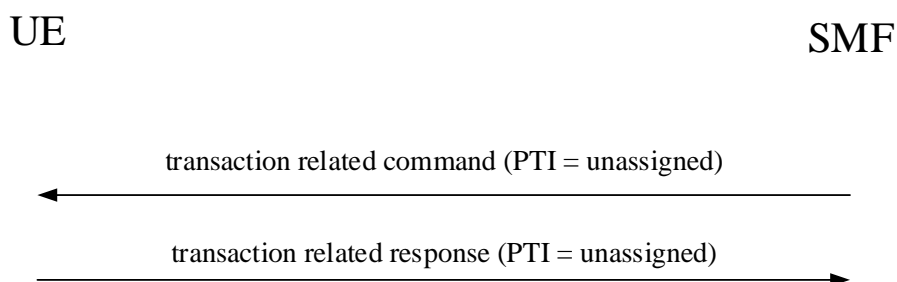 UE
SMF
transaction related command (PTI = unassigned)
transaction related response (PTI = unassigned)